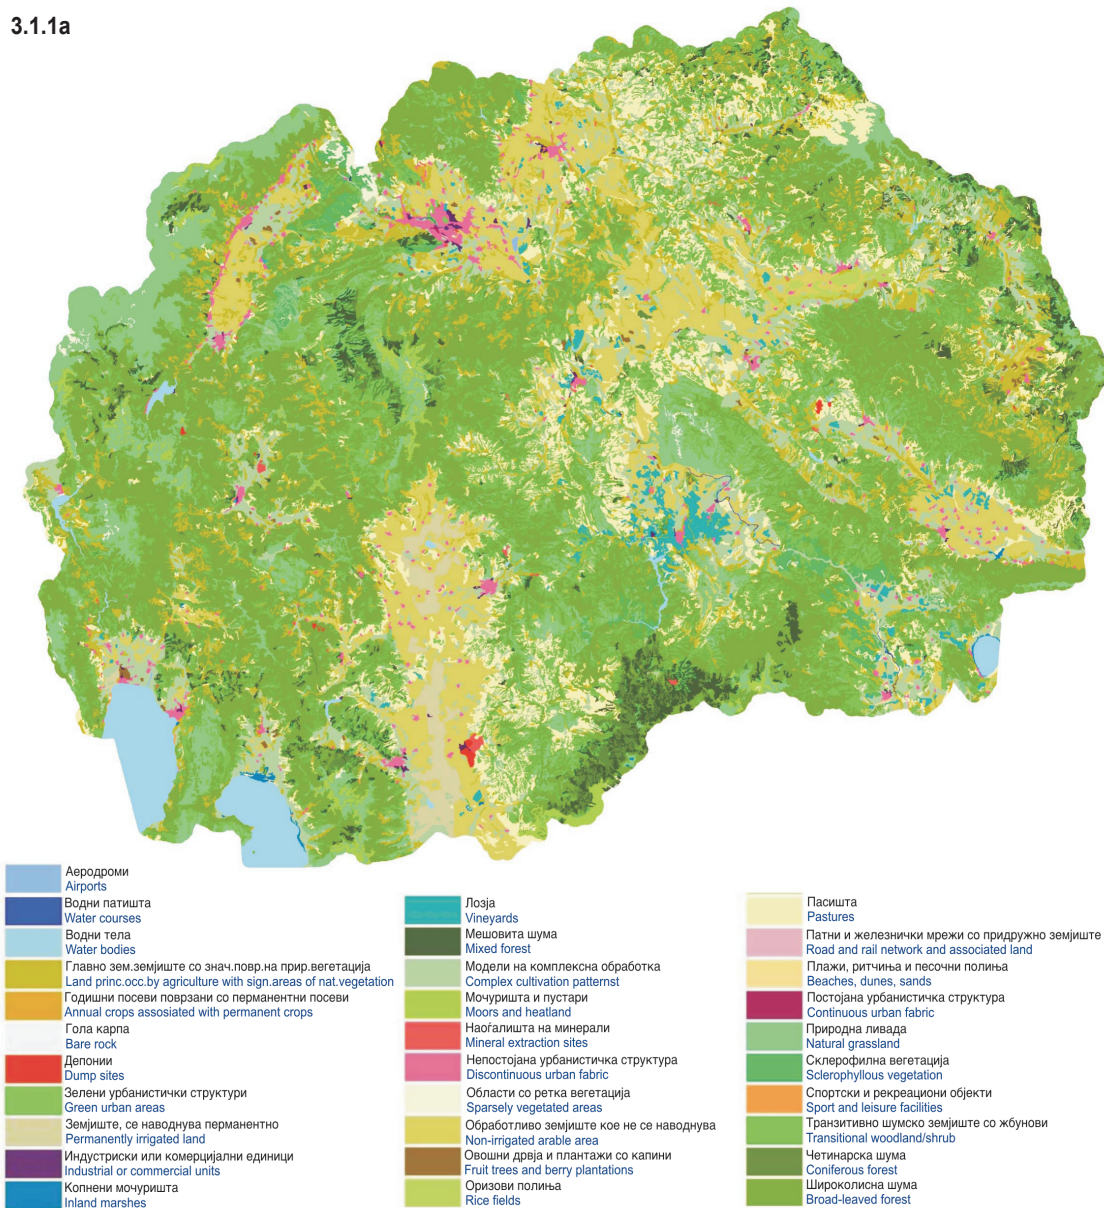 3.1.1a
Аеродроми
Airports
Водни патишта
Water courses
Водни тела
Water bodies
Главно зем.земјиште со знач.повр.на прир.вегетација
Land princ.occ.by agriculture with sign.areas of nat.vegetation
Годишни посеви поврзани со перманентни посеви
Annual crops assosiated with permanent crops
Гола карпа
Bare rock
Депонии
Dump sites
Зелени урбанистички структури
Green urban areas
Земјиште, се наводнува перманентно
Permanently irrigated land
Индустриски или комерцијални единици
Industrial or commercial units
Копнени мочуришта
Inland marshes
Лозја
Vineyards
Мешовита шума
Mixed forest
Модели на комплексна обработка
Complex cultivation patternst
Мочуришта и пустари
Moors and heatland
Наоѓалишта на минерали
Mineral extraction sites
Непостојана урбанистичка структура
Discontinuous urban fabric
Области со ретка вегетација
Sparsely vegetated areas
Обработливо земјиште кое не се наводнува
Non-irrigated arable area
Овошни дрвја и плантажи со капини
Fruit trees and berry plantations
Оризови полиња
Rice fields
Пасишта
Pastures
Патни и железнички мрежи со придружно земјиште
Road and rail network and associated land
Плажи, ритчиња и песочни полиња
Beaches, dunes, sands
Постојана урбанистичка структура
Continuous urban fabric
Природна ливада
Natural grassland
Склерофилна вегетација
Sclerophyllous vegetation
Спортски и рекреациони објекти
Sport and leisure facilities
Транзитивно шумско земјиште со жбунови
Transitional woodland/shrub
Четинарска шума
Coniferous forest
Широколисна шума
Broad-leaved forest